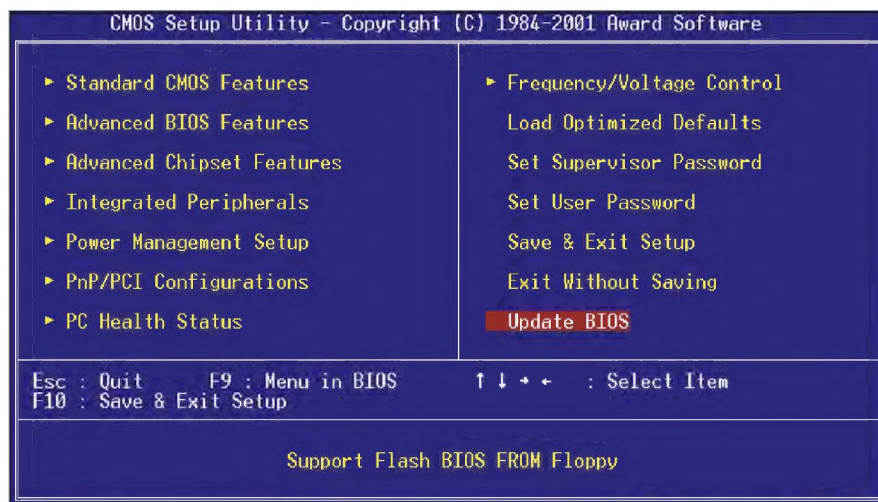 CMOS Setup Utility - Copyright (C) 1984-2001 Award Software
► Standard CMOS Features
► Advanced BIOS Features
► Advanced Chipset Features
► Integrated Peripherals
► Power Management Setup
► PnP/PCI Configurations
► PC Health Status
► Frequency/Voltage Control
Load Optimized Defaults
Set Supervisor Password
Set User Password
Save & Exit Setup
Exit Without Saving
Update BIOS
Esc : Quit F9 : Menu in BIOS ↑ ↓ → ← : Select Item
F10 : Save & Exit Setup
Support Flash BIOS FROM Floppy